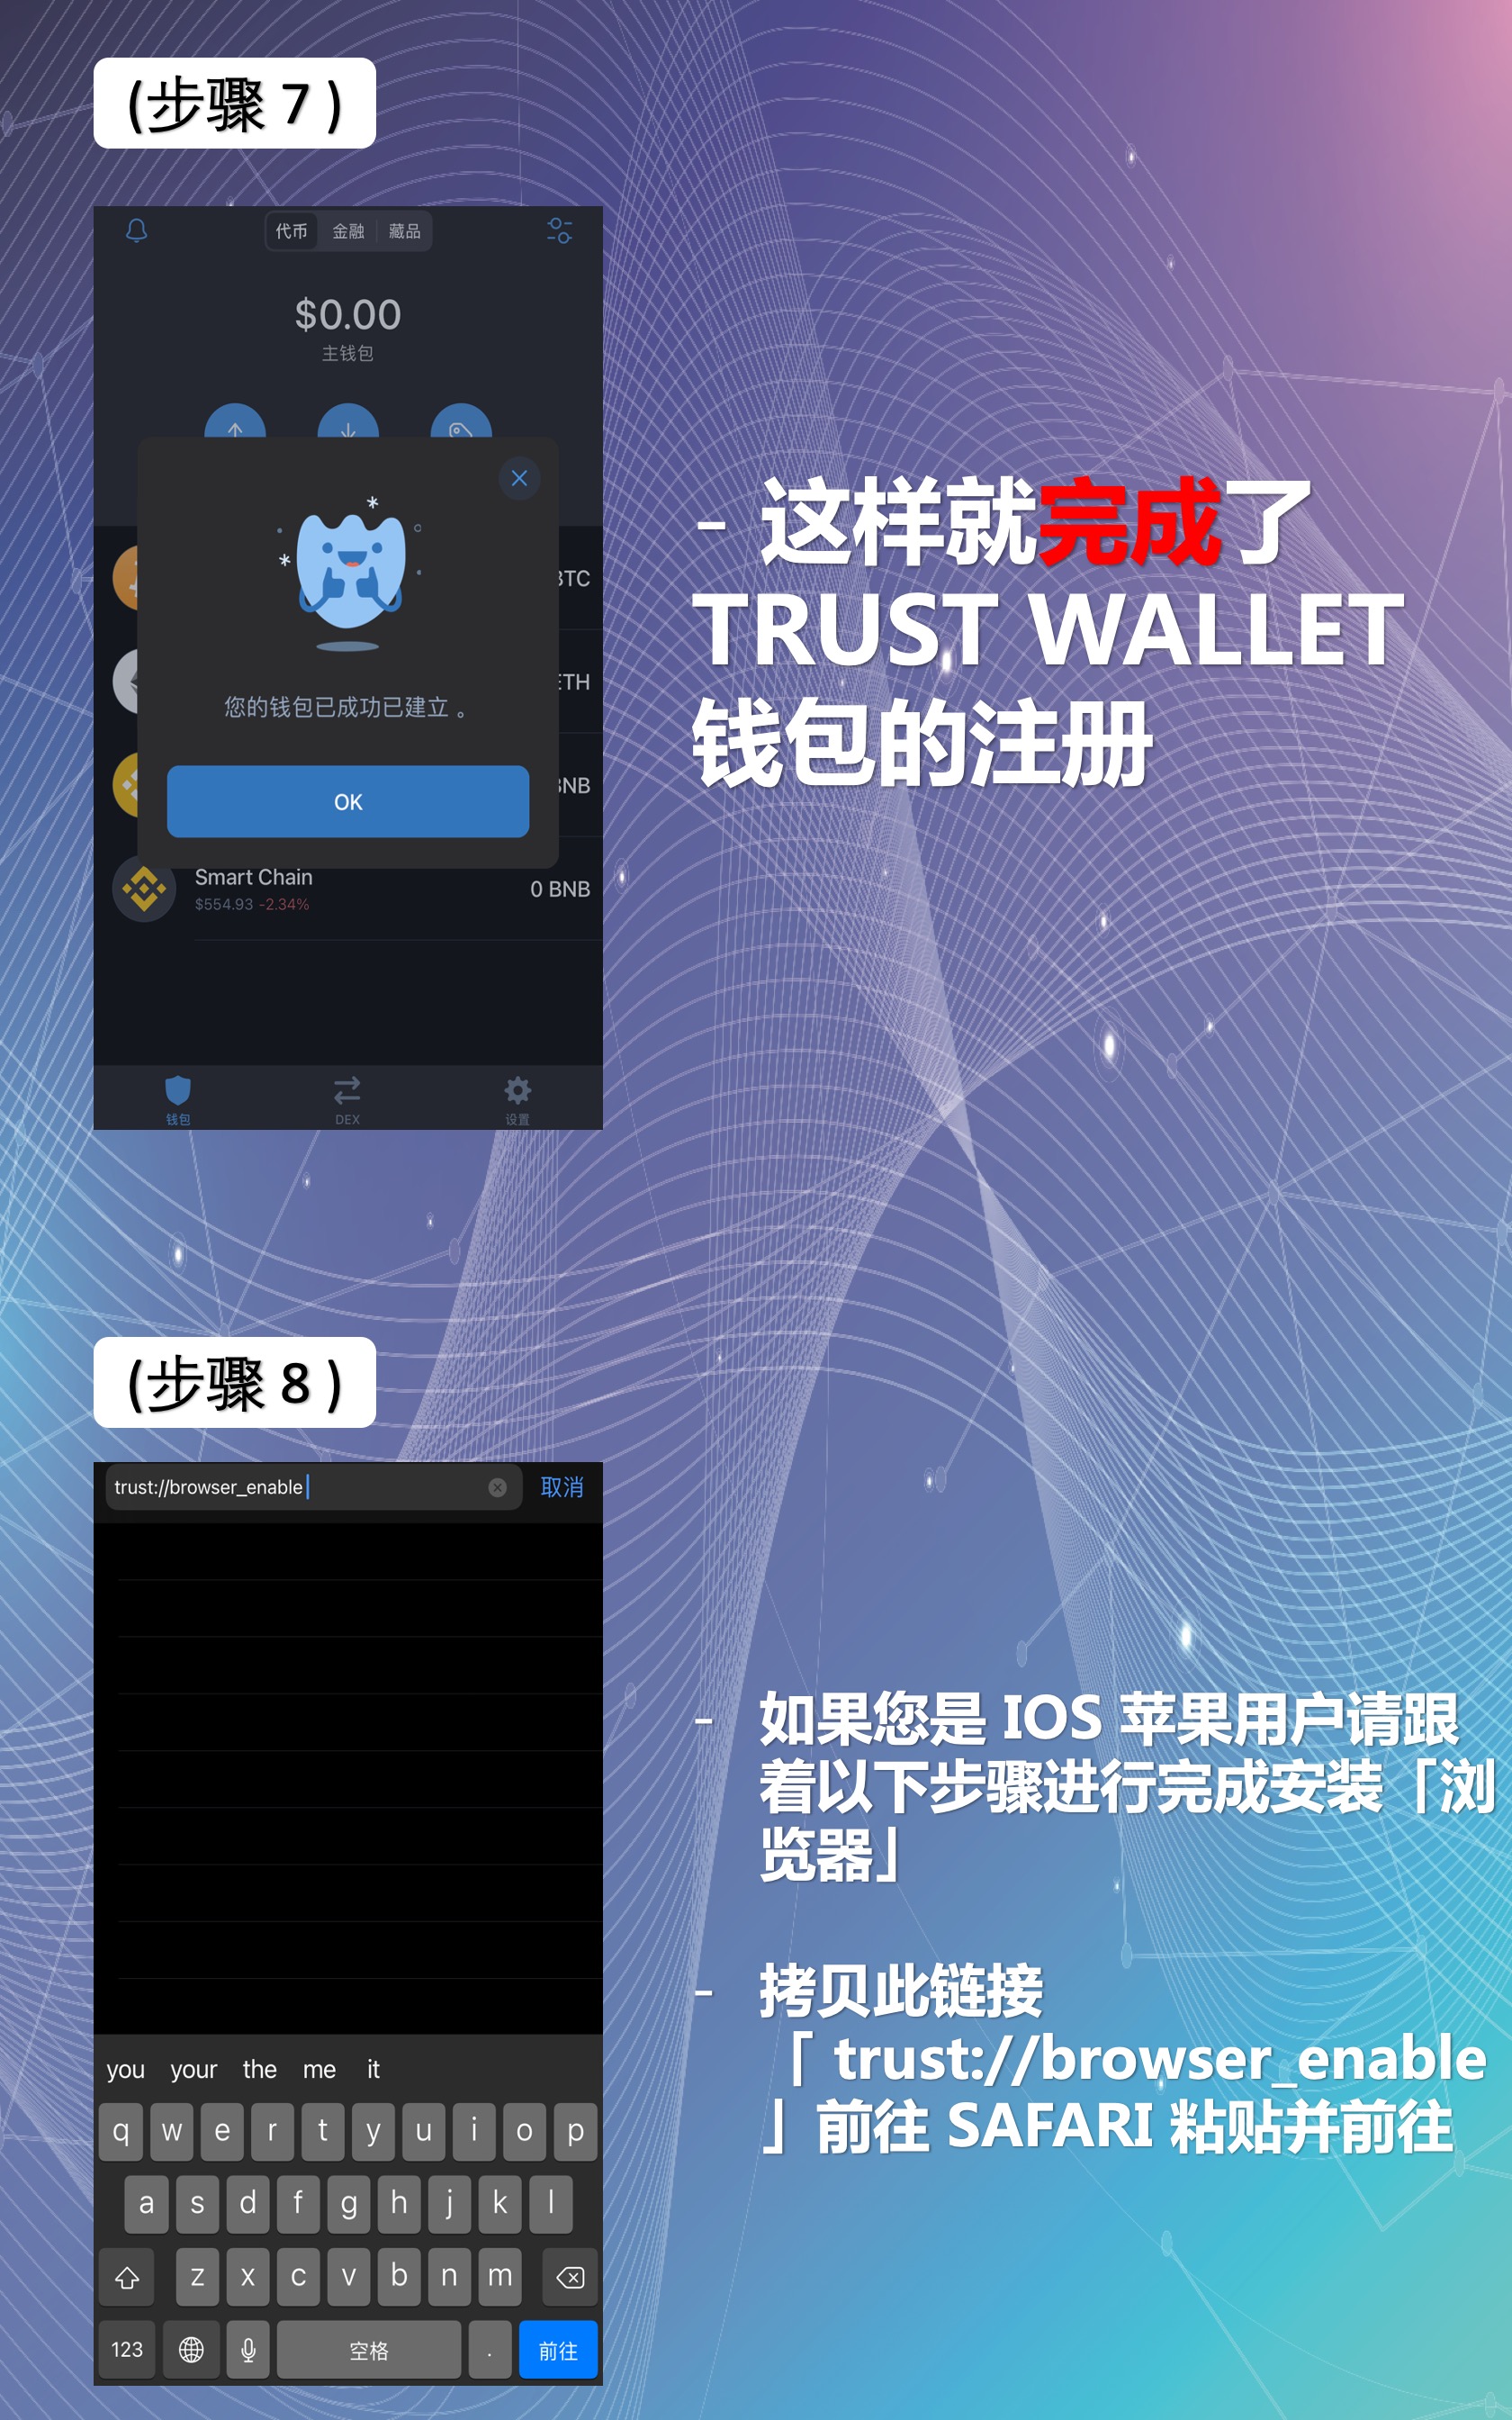 (步骤 7 )
代币 金融 藏品
$0.00
主钱包
BTC
您的钱包已成功已建立 。
ETH
OK
BNB
Smart Chain
$554.93 -2.34%
0 BNB
钱包 DEX 设置
- 这样就完成了
TRUST WALLET
钱包的注册
(步骤 8 )
trust://browser_enable 取消
you your the me it
q w e r t y u i o p
a s d f g h j k l
z x c v b n m
123 空格 . 前往
- 如果您是 IOS 苹果用户请跟
着以下步骤进行完成安装「浏
览器」
- 拷贝此链接
「 trust://browser_enable
」前往 SAFARI 粘贴并前往